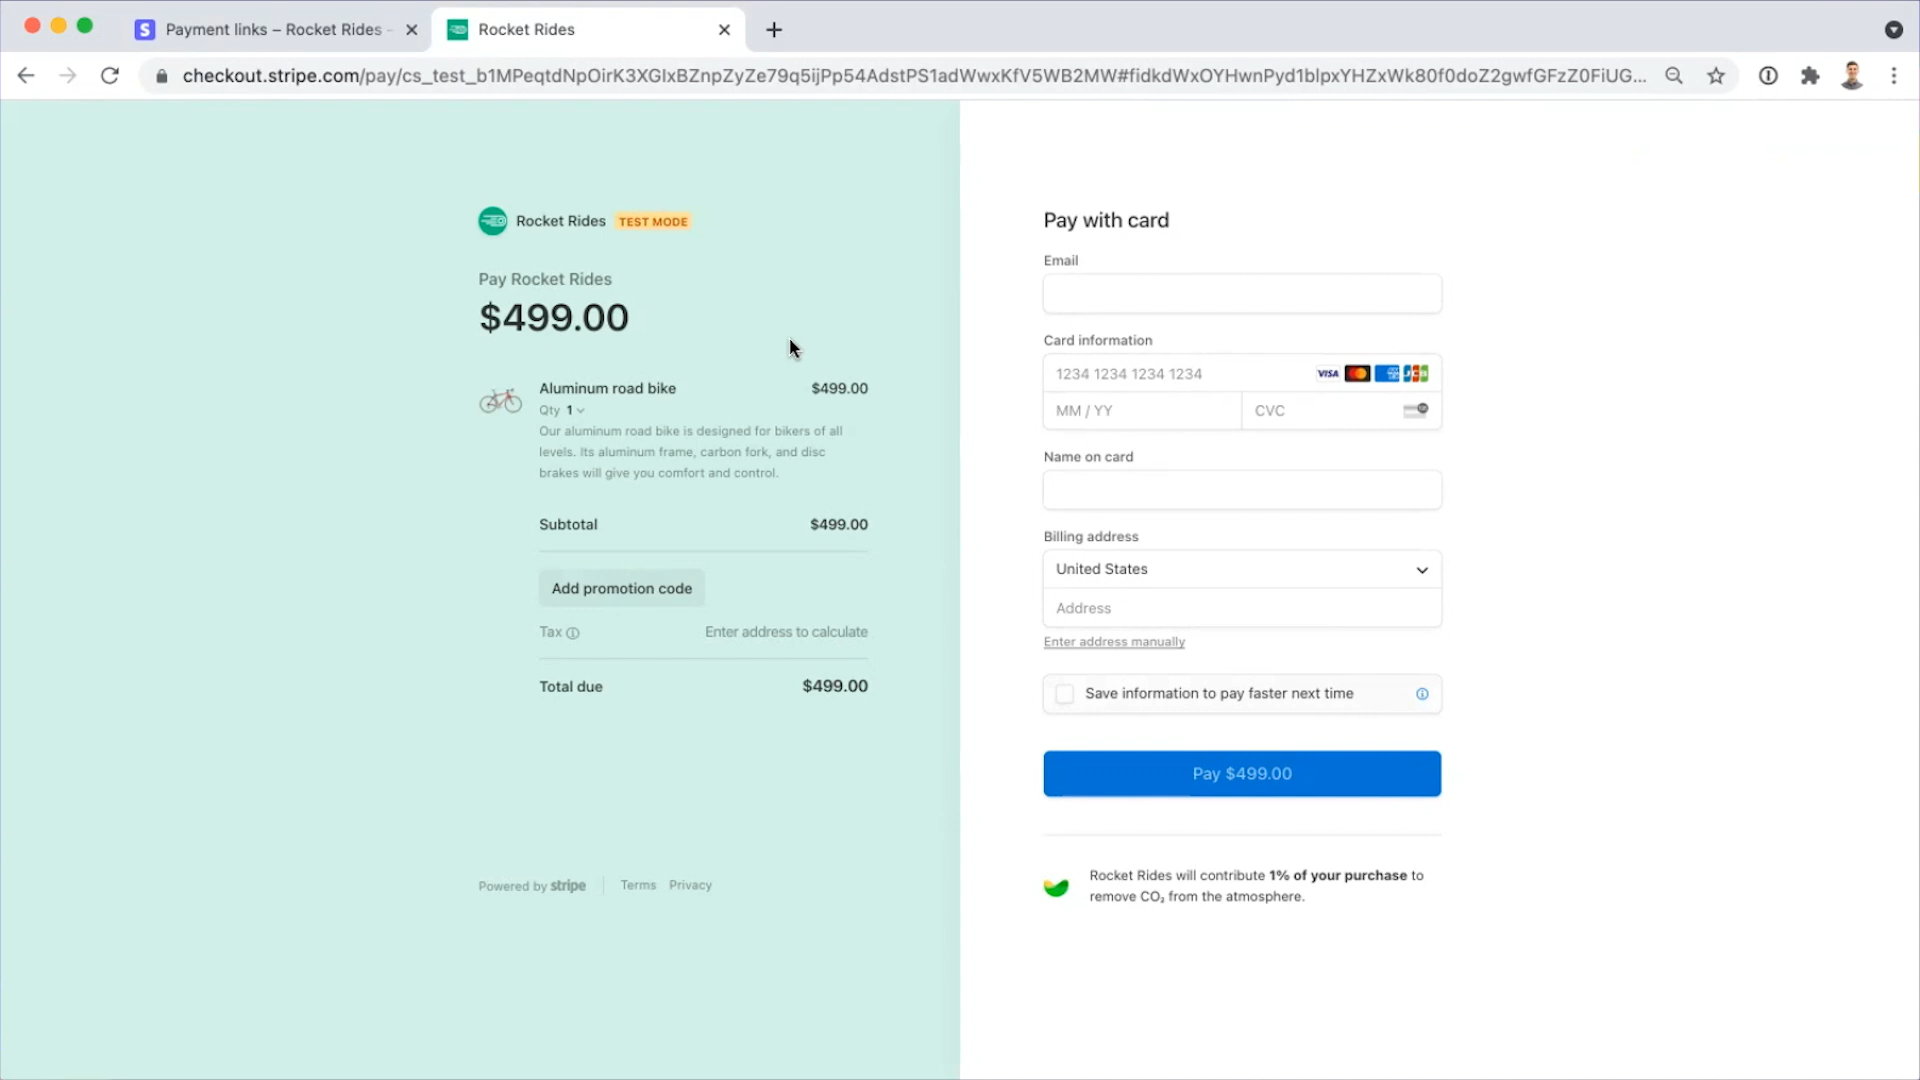 Payment links – Rocket Rides -
Rocket Rides
checkout.stripe.com/pay/cs_test_b1MPeqtdNpOirK3XGIxBZnpZyZe79q5ijPp54AdstPS1adWwxKfV5WB2MW#fidkdWxOYHwnPyd1blpxYHZxWk80f0doZ2gwfGFzZ0FiUG...
Rocket Rides TEST MODE
Pay Rocket Rides
$499.00
Aluminum road bike $499.00
Qty 1
Our aluminum road bike is designed for bikers of all
levels. Its aluminum frame, carbon fork, and disc
brakes will give you comfort and control.
Subtotal $499.00
Add promotion code
Tax Enter address to calculate
Total due $499.00
Powered by stripe
Terms Privacy
Pay with card
Email
Card information
1234 1234 1234 1234 VISA
MM / YY CVC
Name on card
Billing address
United States
Address
Enter address manually
Save information to pay faster next time
Pay $499.00
Rocket Rides will contribute 1% of your purchase to
remove CO₂ from the atmosphere.